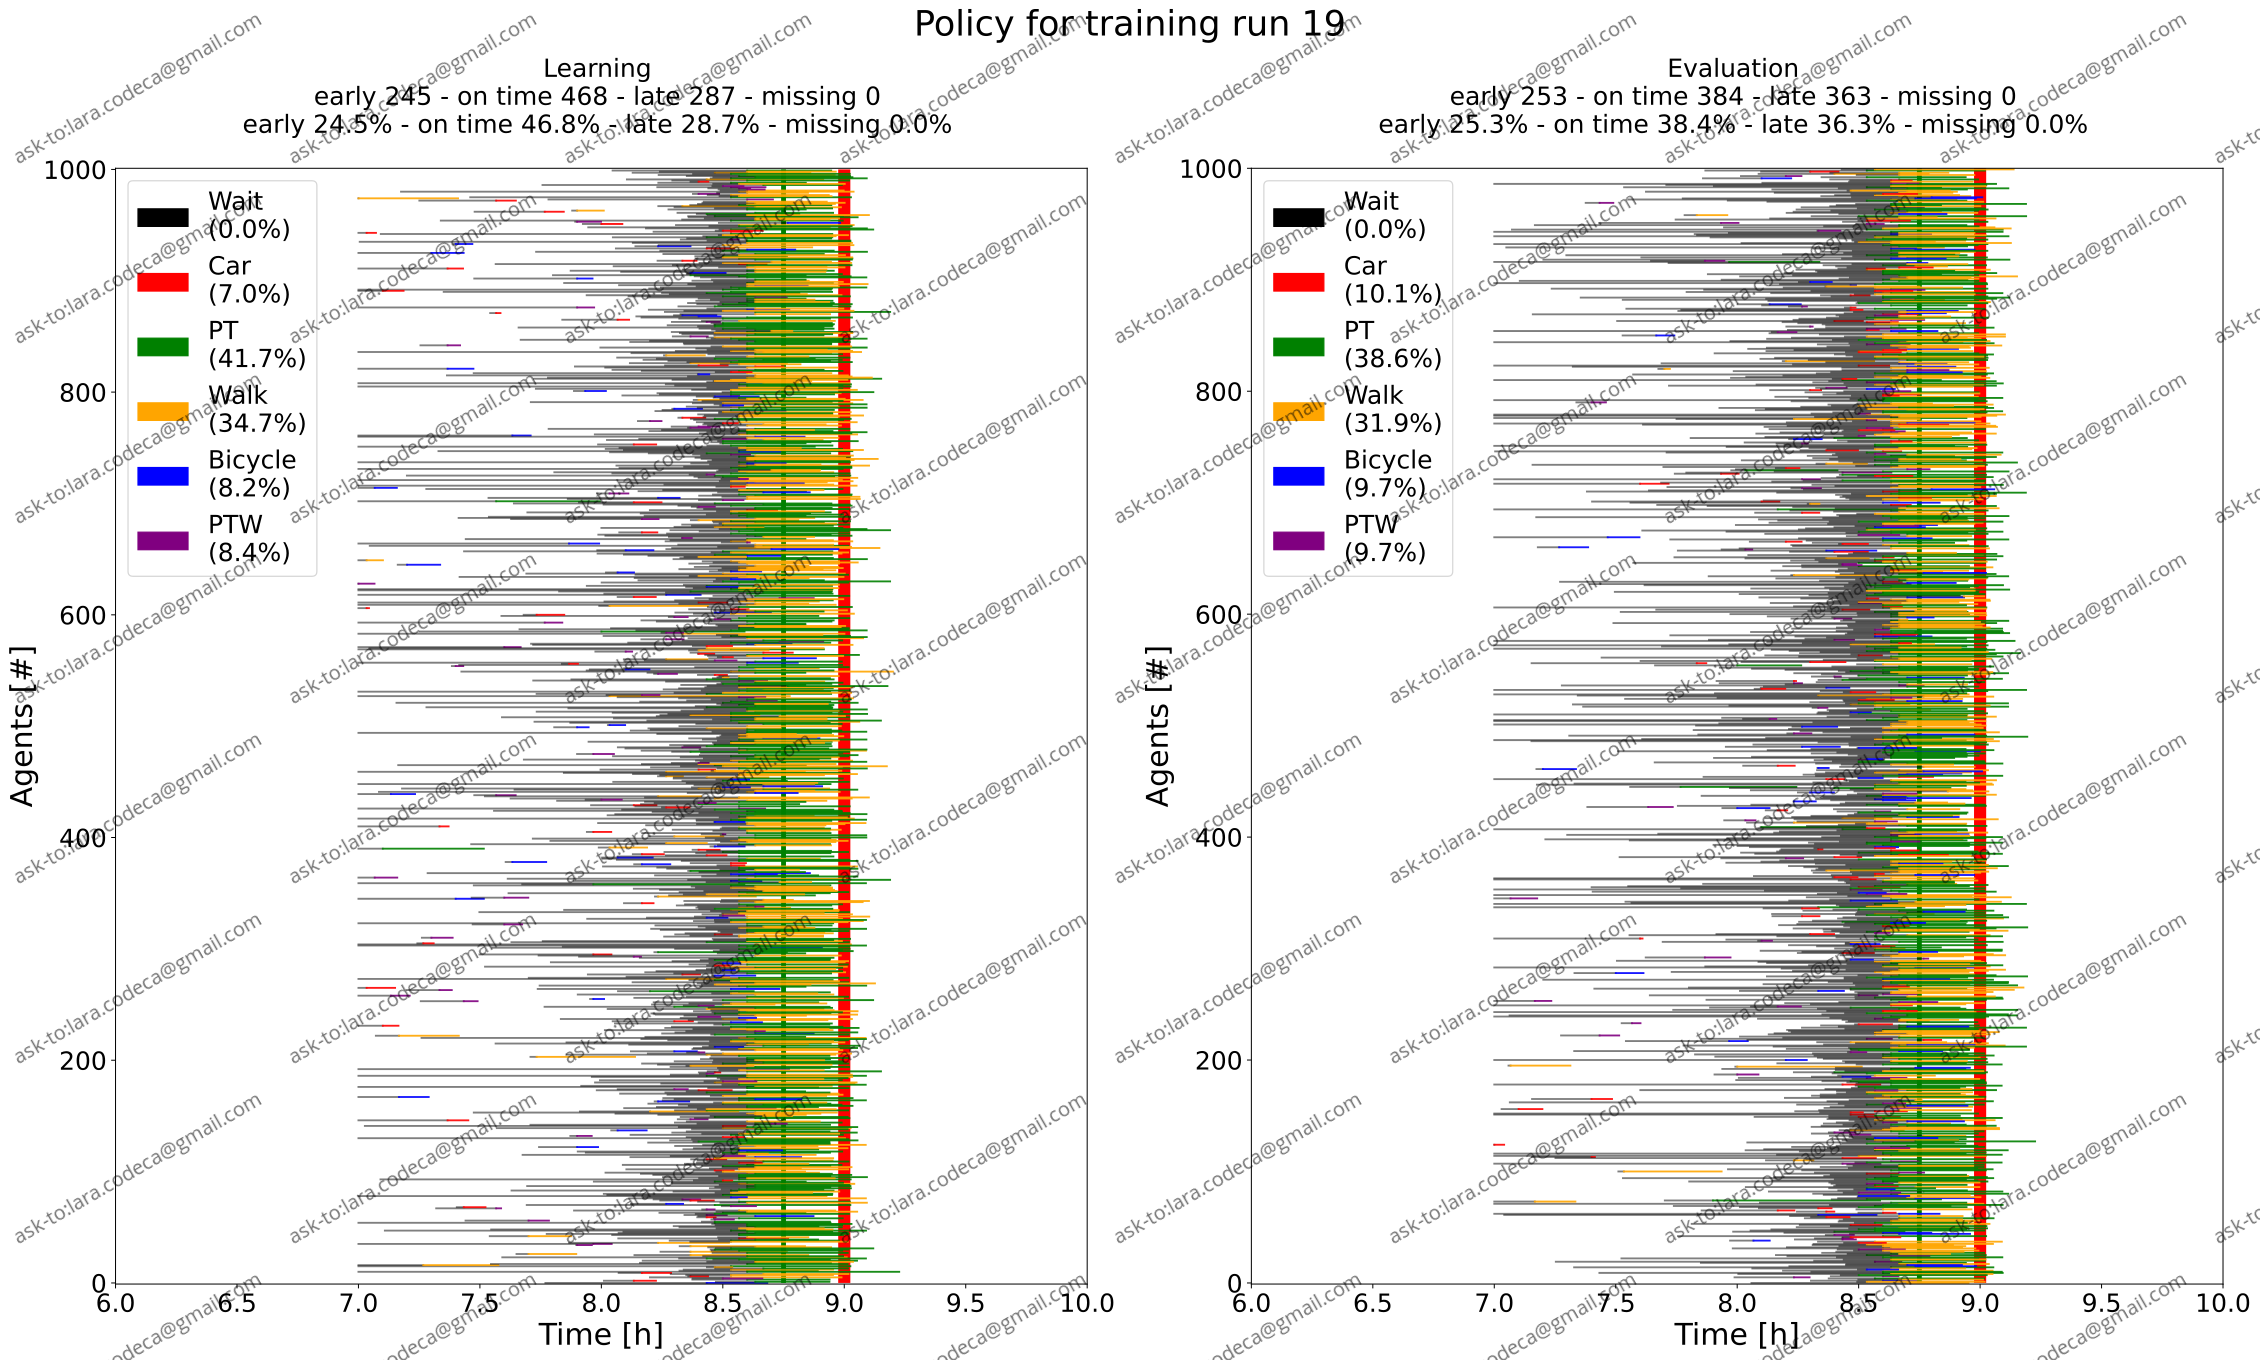 Policy for training run 19
Learning
early 245 - on time 468 - late 287 - missing 0
early 24.5% - on time 46.8% - late 28.7% - missing 0.0%
Evaluation
early 253 - on time 384 - late 363 - missing 0
early 25.3% - on time 38.4% - late 36.3% - missing 0.0%
Agents [#]
1000
800
600
400
200
0
Wait
(0.0%)
Car
(7.0%)
PT
(41.7%)
Walk
(34.7%)
Bicycle
(8.2%)
PTW
(8.4%)
6.0 6.5 7.0 7.5 8.0 8.5 9.0 9.5 10.0
Time [h]
Agents [#]
1000
800
600
400
200
0
Wait
(0.0%)
Car
(10.1%)
PT
(38.6%)
Walk
(31.9%)
Bicycle
(9.7%)
PTW
(9.7%)
6.0 6.5 7.0 7.5 8.0 8.5 9.0 9.5 10.0
Time [h]
ask-to:lara.codeca@gmail.com